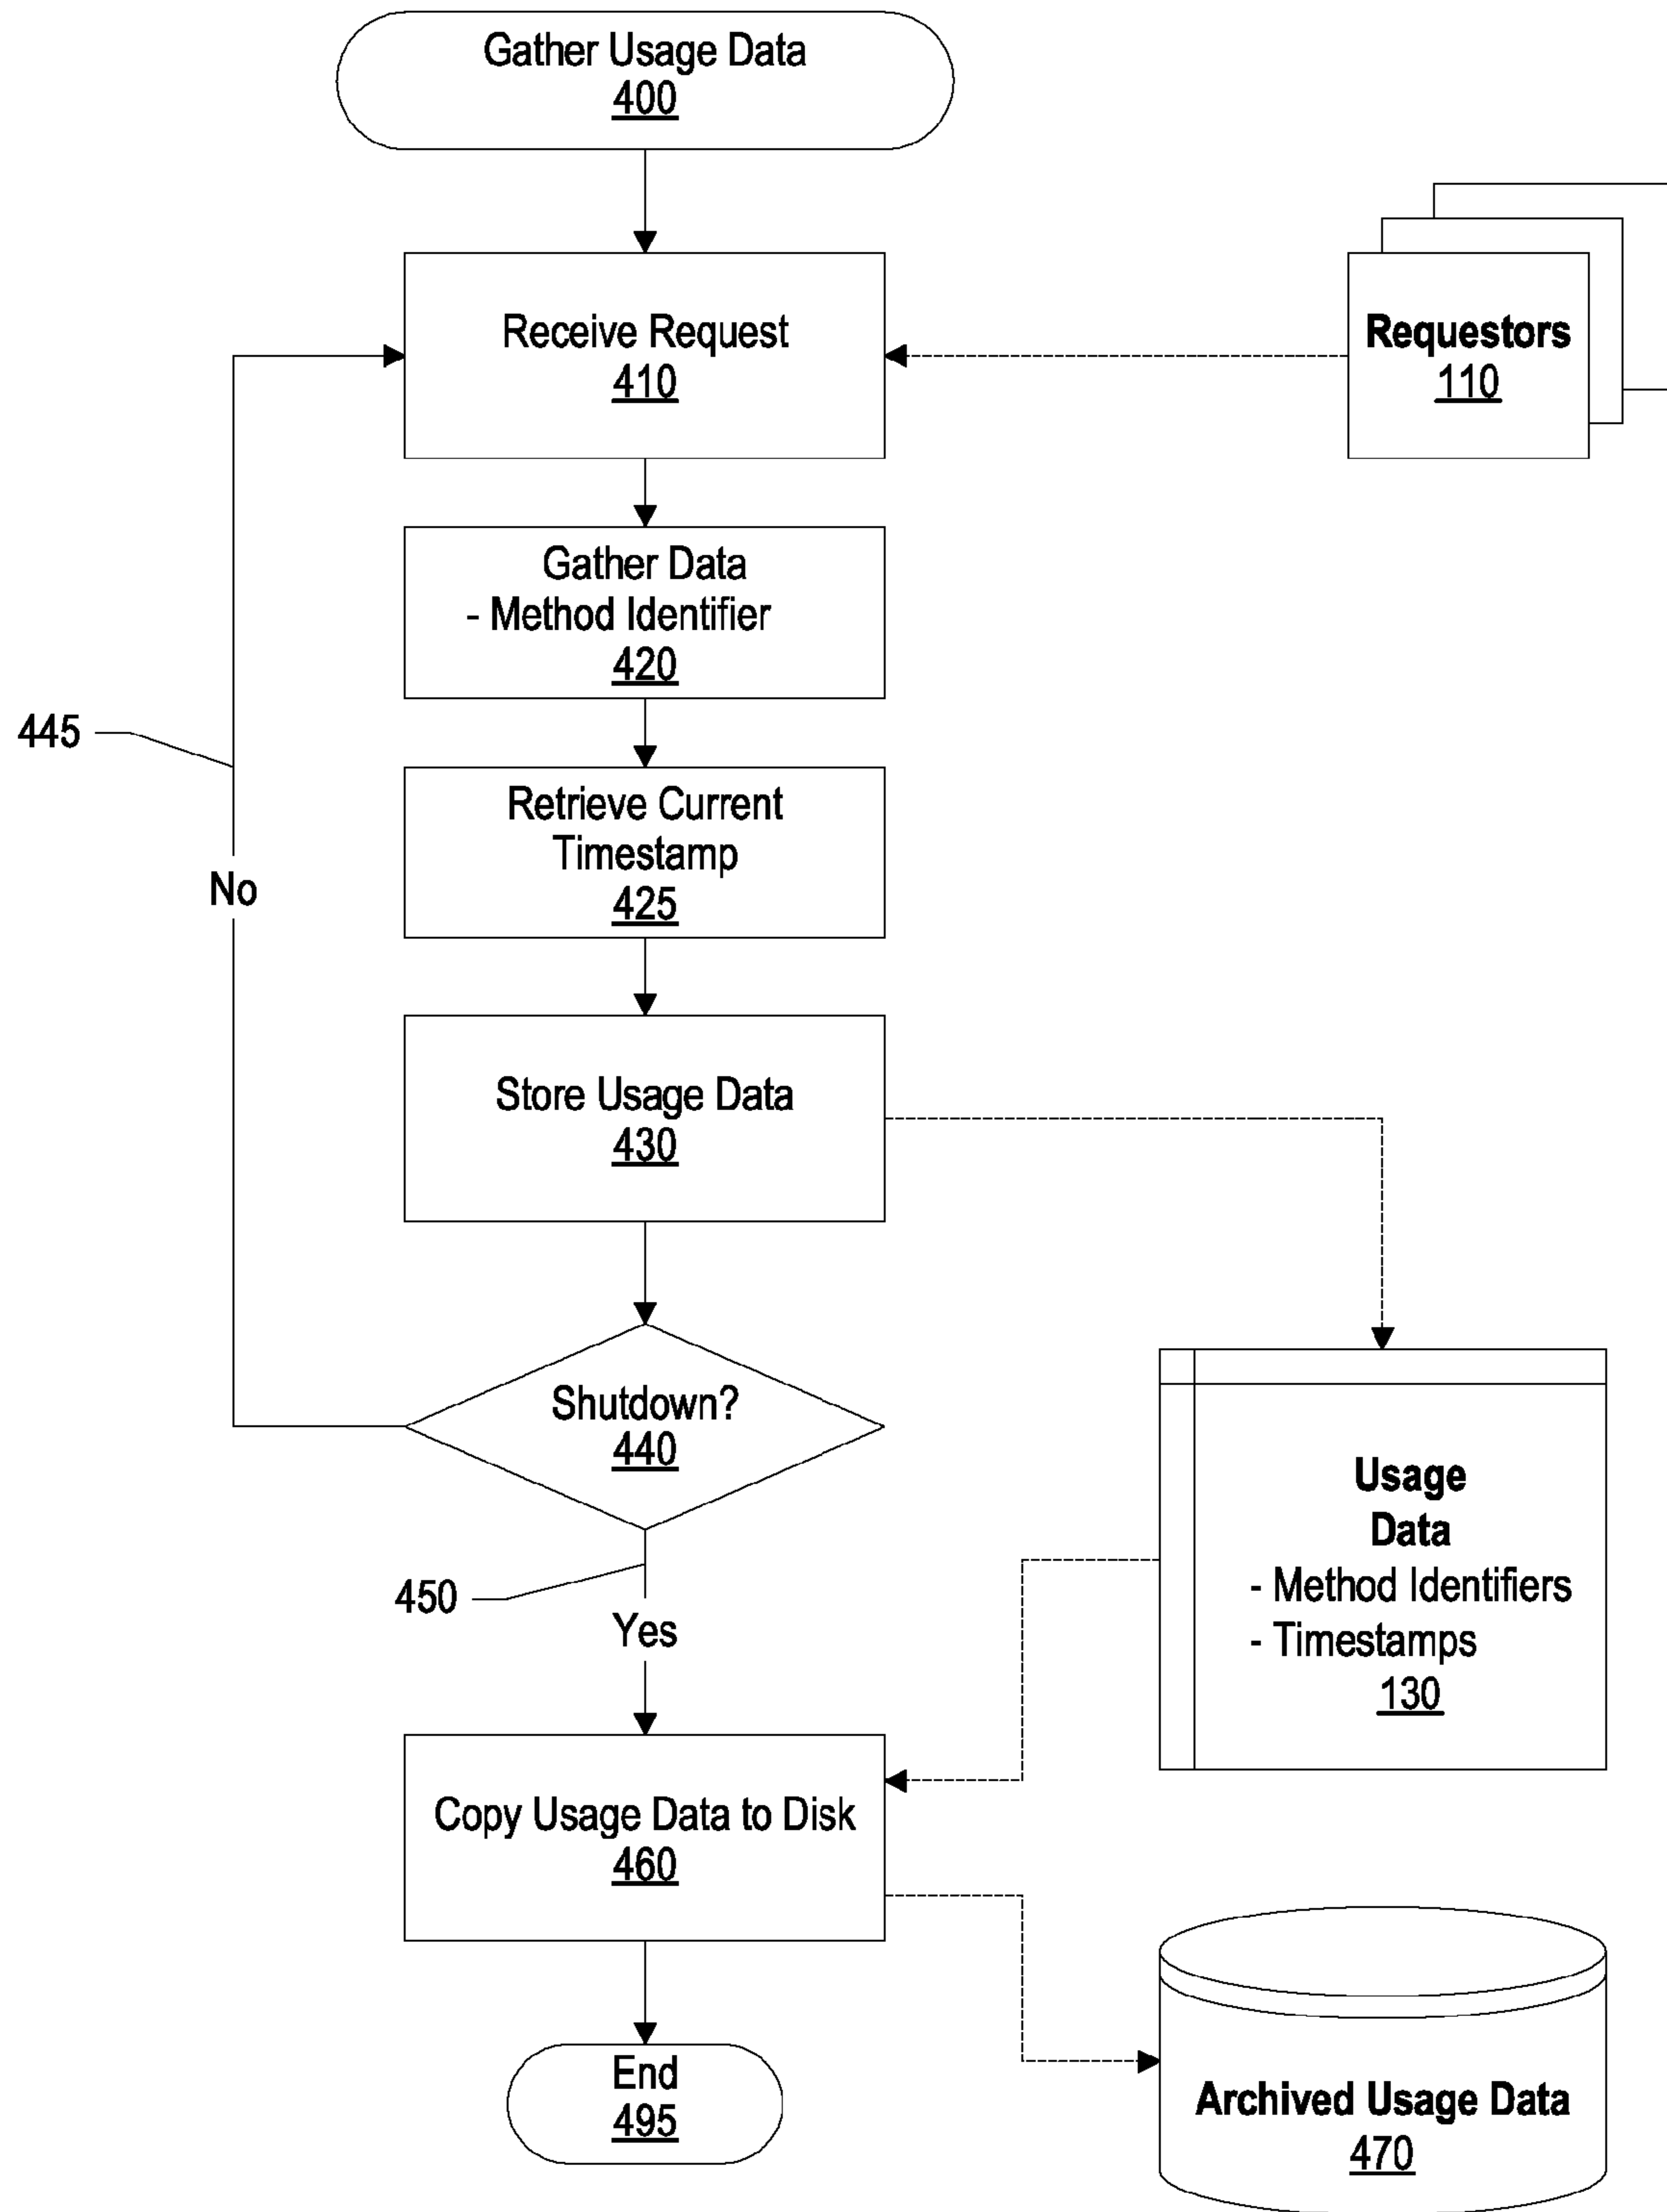 Gather Usage Data
400
Receive Request
410
Requestors
110
Gather Data
- Method Identifier
420
445
Retrieve Current
Timestamp
425
No
Store Usage Data
430
Shutdown?
440
Usage
Data
- Method Identifiers
- Timestamps
130
450
Yes
Copy Usage Data to Disk
460
End
495
Archived Usage Data
470